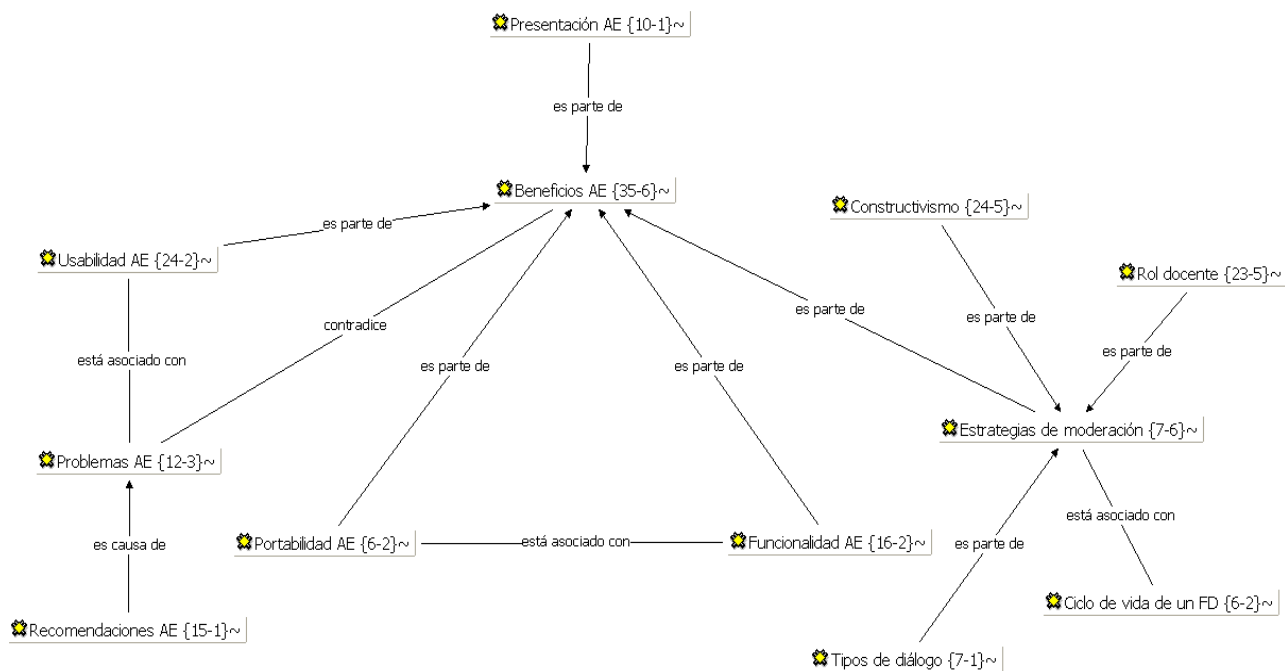 Presentación AE {10-1}~
es parte de
Beneficios AE {35-6}~
Constructivismo {24-5}~
es parte de
Usabilidad AE {24-2}~
Rol docente {23-5}~
es parte de
es parte de
contradice
está asociado con
es parte de
es parte de
es parte de
Estrategias de moderación {7-6}~
Problemas AE {12-3}~
está asociado con
es causa de
Portabilidad AE {6-2}~
está asociado con
Funcionalidad AE {16-2}~
es parte de
Ciclo de vida de un FD {6-2}~
Recomendaciones AE {15-1}~
Tipos de diálogo {7-1}~